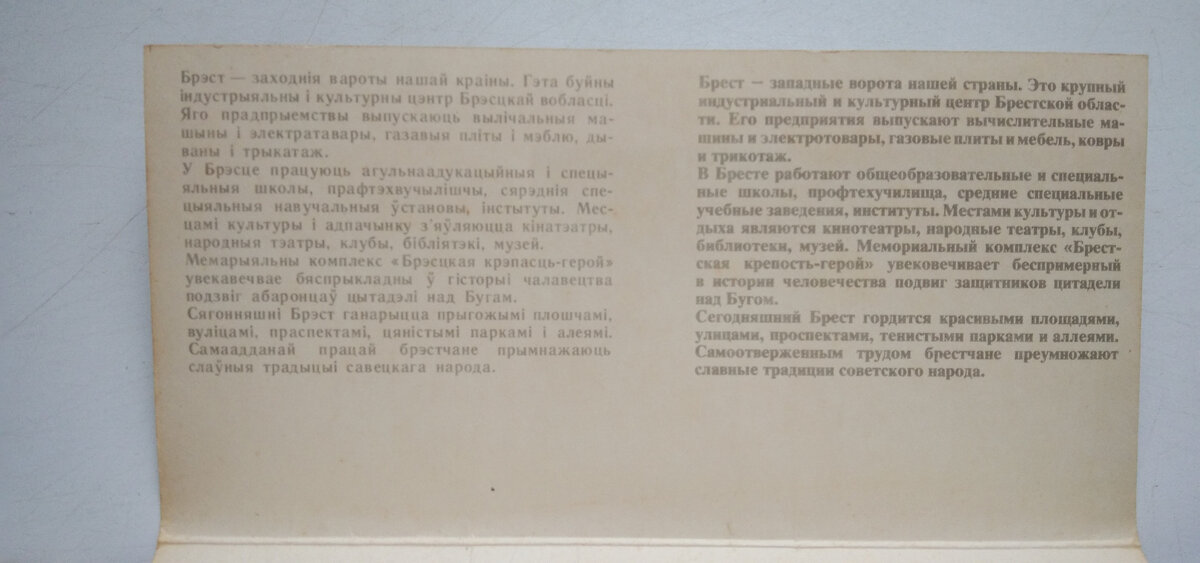 Брэст — заходнія вароты нашай краіны. Гэта буйны
індустрыяльны і культурны цэнтр Брэсцкай вобласці.
Яго прадпрыемствы выпускаюць вылічальныя ма-
шыны і электратавары, газавыя пліты і мэблю, ды-
ваны і трыкатаж.
У Брэсце працуюць агульнаадукацыйныя і спецы-
яльныя школы, прафтэхвучылішчы, сярэднія спе-
цыяльныя навучальныя ўстановы, інстытуты. Мес-
цамі культуры і адпачынку з'яўляюцца кінатэатры,
народныя тэатры, клубы, бібліятэкі, музей.
Мемарыяльны комплекс «Брэсцкая крэпасць-герой»
увекавечвае бяспрыкладны ў гісторыі чалавецтва
подзвіг абаронцаў цытадэлі над Бугам.
Сягонняшні Брэст ганарыцца прыгожымі плошчамі,
вуліцамі, праспектамі, цяністымі паркамі і алеямі.
Самаадданай працай брэстчане прымнажаюць
слаўныя традыцыі савецкага народа.
Брест — западные ворота нашей страны. Это крупный
индустриальный и культурный центр Брестской облас-
ти. Его предприятия выпускают вычислительные ма-
шины и электротовары, газовые плиты и мебель, ковры
и трикотаж.
В Бресте работают общеобразовательные и специаль-
ные школы, профтехучилища, средние специальные
учебные заведения, институты. Местами культуры и от-
дыха являются кинотеатры, народные театры, клубы,
библиотеки, музей. Мемориальный комплекс «Брест-
ская крепость-герой» увековечивает беспримерный
в истории человечества подвиг защитников цитадели
над Бугом.
Сегодняшний Брест гордится красивыми площадями,
улицами, проспектами, тенистыми парками и аллеями.
Самоотверженным трудом брестчане преумножают
славные традиции советского народа.